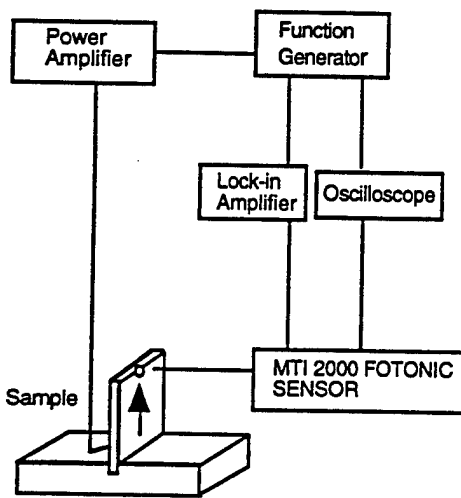 Power
Amplifier
Function
Generator
Lock-in
Amplifier
Oscilloscope
MTI 2000 FOTONIC
SENSOR
Sample